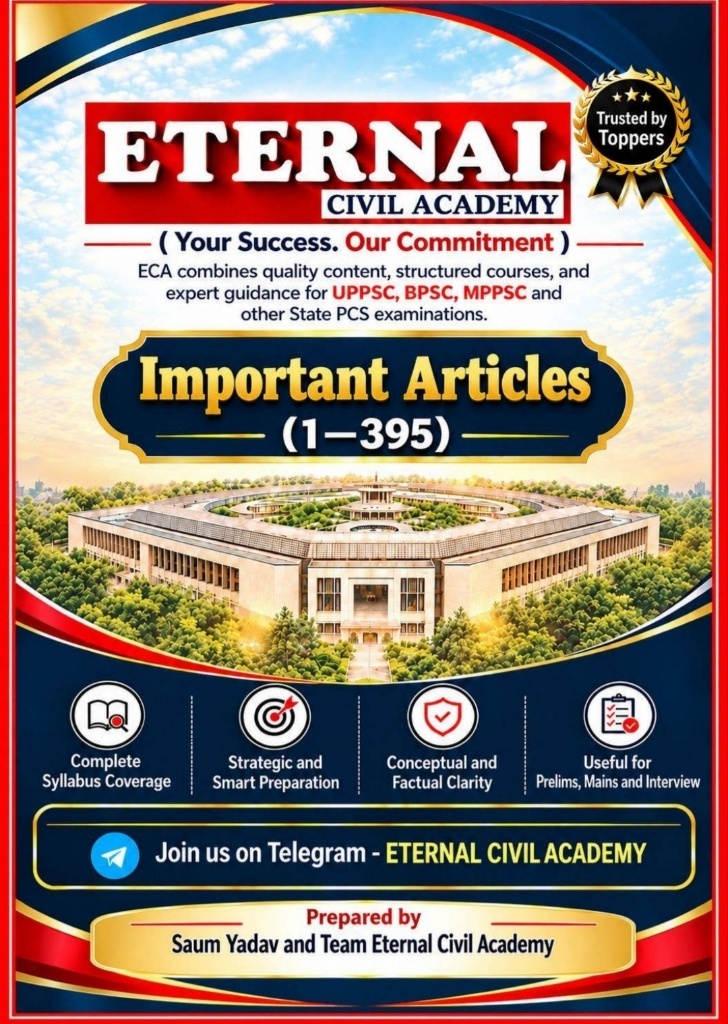 ETERNAL
CIVIL ACADEMY
Trusted by
Toppers
( Your Success. Our Commitment )
ECA combines quality content, structured courses, and
expert guidance for UPPSC, BPSC, MPPSC and
other State PCS examinations.
Important Articles
(1—395)
Complete
Syllabus Coverage
Strategic and
Smart Preparation
Conceptual and
Factual Clarity
Useful for
Prelims, Mains and Interview
Join us on Telegram - ETERNAL CIVIL ACADEMY
Prepared by
Saum Yadav and Team Eternal Civil Academy